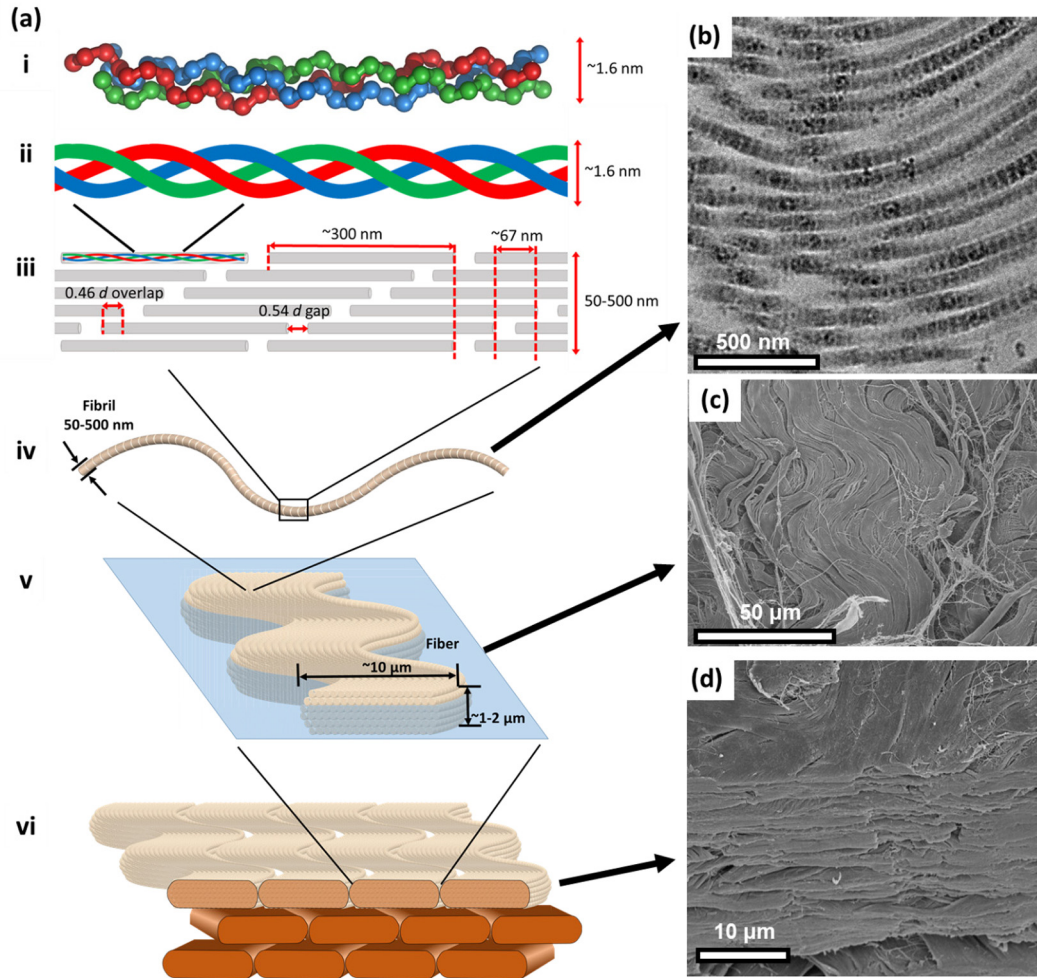 (a)
i
~1.6 nm
ii
~1.6 nm
iii
~300 nm
~67 nm
0.46 d overlap
0.54 d gap
50-500 nm
iv
Fibril
50-500 nm
v
Fiber
~10 µm
~1-2 µm
vi
(b)
500 nm
(c)
50 µm
(d)
10 µm